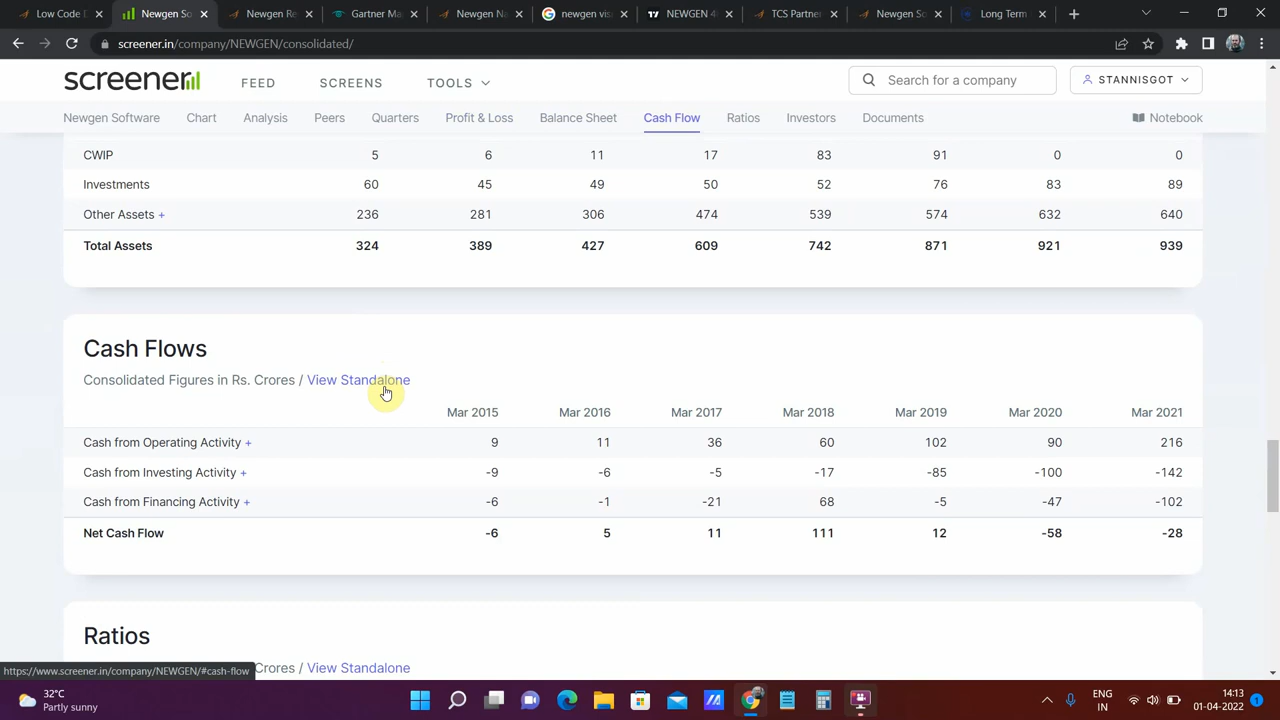 Low Code D
Newgen So
Newgen Re
Gartner Ma
Newgen Na
newgen visa
NEWGEN 4
TCS Partner
Newgen So
Long Term
screener.in/company/NEWGEN/consolidated/
screener
FEED SCREENS TOOLS
Search for a company
STANNISGOT
Newgen Software Chart Analysis Peers Quarters Profit & Loss Balance Sheet Cash Flow Ratios Investors Documents Notebook
CWIP 5 6 11 17 83 91 0 0
Investments 60 45 49 50 52 76 83 89
Other Assets + 236 281 306 474 539 574 632 640
Total Assets 324 389 427 609 742 871 921 939
Cash Flows
Consolidated Figures in Rs. Crores / View Standalone
Mar 2015 Mar 2016 Mar 2017 Mar 2018 Mar 2019 Mar 2020 Mar 2021
Cash from Operating Activity + 9 11 36 60 102 90 216
Cash from Investing Activity + -9 -6 -5 -17 -85 -100 -142
Cash from Financing Activity + -6 -1 -21 68 -5 -47 -102
Net Cash Flow -6 5 11 111 12 -58 -28
Ratios
Crores / View Standalone
https://www.screener.in/company/NEWGEN/#cash-flow
32°C
Partly sunny
ENG
IN
14:13
01-04-2022